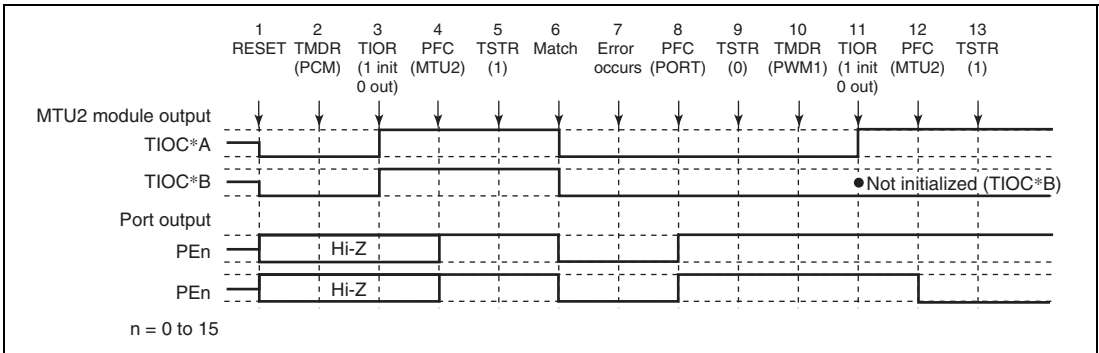 1 2 3 4 5 6 7 8 9 10 11 12 13
RESET TMDR TIOR PFC TSTR Match Error PFC TSTR TMDR TIOR PFC TSTR
(PCM) (1 init (MTU2) (1) occurs (PORT) (0) (PWM1) (1 init (MTU2) (1)
0 out) 0 out)
MTU2 module output
TIOC*A
TIOC*B
●Not initialized (TIOC*B)
Port output
PEn
Hi-Z
PEn
Hi-Z
n = 0 to 15